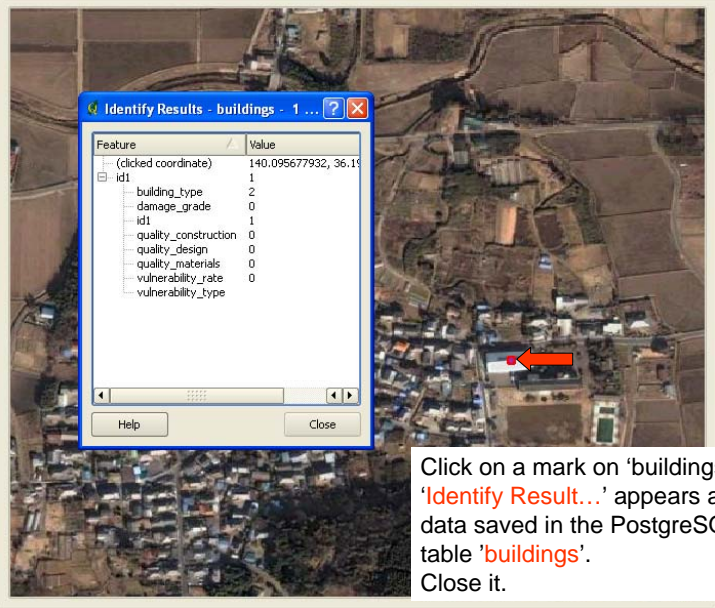 Identify Results - buildings - 1 ...
Feature Value
(clicked coordinate) 140.095677932, 36.19
id1 1
building_type 2
damage_grade 0
id1 1
quality_construction 0
quality_design 0
quality_materials 0
vulnerability_rate 0
vulnerability_type
Help Close
Click on a mark on ‘building
‘Identify Result…’ appears a
data saved in the PostgreSQ
table ’buildings’.
Close it.